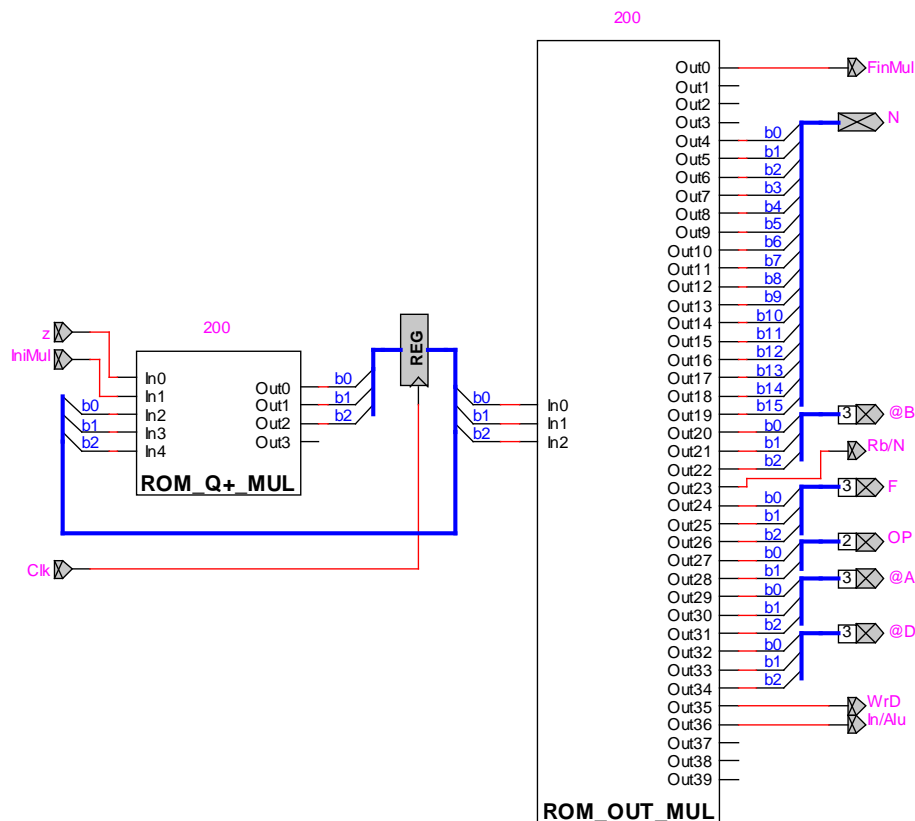 200
Out0
FinMul
Out1
Out2
Out3
N
Out4
b0
Out5
b1
Out6
b2
Out7
b3
Out8
b4
Out9
b5
Out10
b6
Out11
b7
Out12
b8
Out13
b9
Out14
b10
Out15
b11
Out16
b12
Out17
b13
Out18
b14
Out19
b15
Out20
b0
3
@B
Out21
b1
Out22
b2
Rb/N
Out23
Out24
b0
3
F
Out25
b1
Out26
b2
Out27
b0
2
OP
Out28
b1
Out29
b0
3
@A
Out30
b1
Out31
b2
Out32
b0
3
@D
Out33
b1
Out34
b2
Out35
WrD
Out36
In/Alu
Out37
Out38
Out39
ROM_OUT_MUL
In0
b0
In1
b1
In2
b2
REG
200
z
IniMul
In0
In1
b0
In2
b1
In3
b2
In4
Out0
b0
Out1
b1
Out2
b2
Out3
ROM_Q+_MUL
Clk